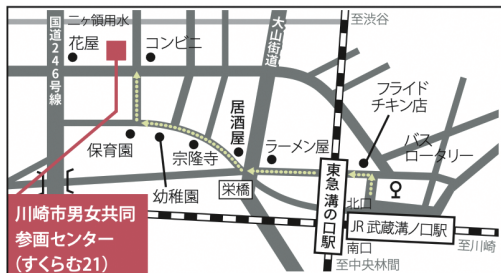 二ヶ領用水
国道246号線
花屋
コンビニ
大山街道
至渋谷
保育園
幼稚園
宗隆寺
居酒屋
栄橋
ラーメン屋
フライド
チキン店
バス
ロータリー
東急 溝の口駅
北口
JR 武蔵溝ノ口駅
南口
至川崎
至中央林間
川崎市男女共同
参画センター
(すくらむ21)